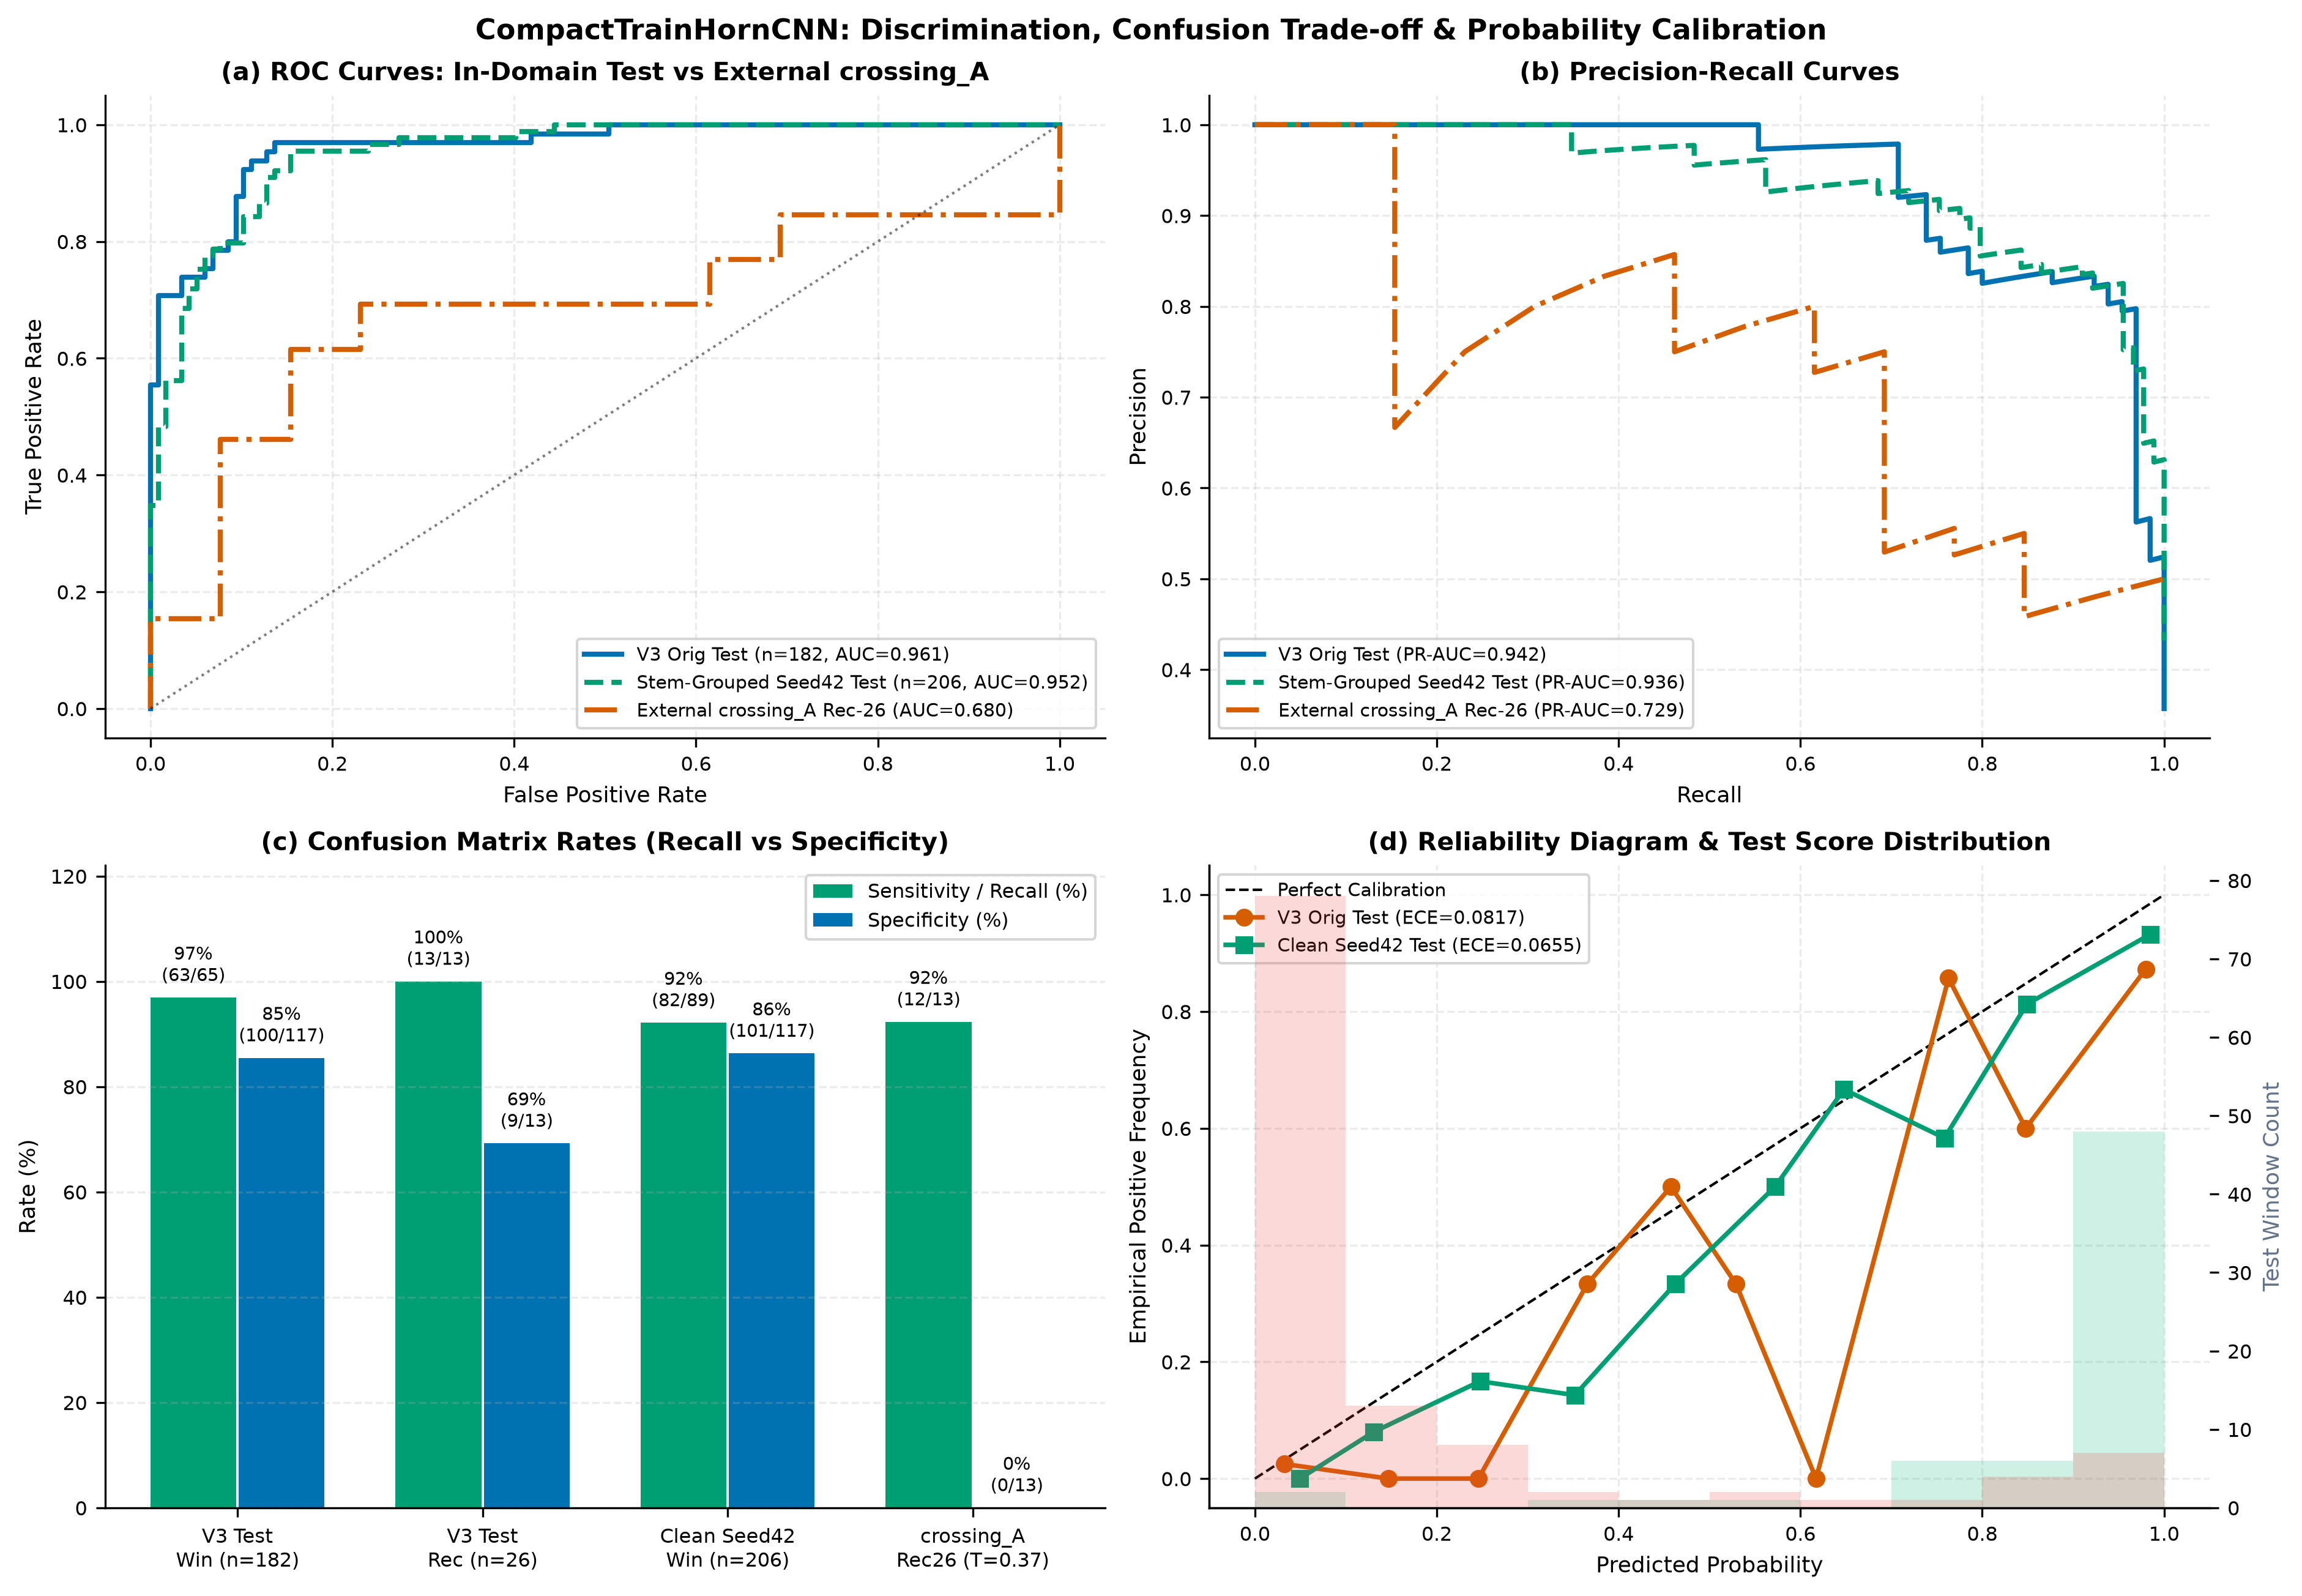 CompactTrainHornCNN: Discrimination, Confusion Trade-off & Probability Calibration
(a) ROC Curves: In-Domain Test vs External crossing_A
True Positive Rate
1.0
0.8
0.6
0.4
0.2
0.0
0.0 0.2 0.4 0.6 0.8 1.0
False Positive Rate
V3 Orig Test (n=182, AUC=0.961)
Stem-Grouped Seed42 Test (n=206, AUC=0.952)
External crossing_A Rec-26 (AUC=0.680)
(b) Precision-Recall Curves
Precision
1.0
0.9
0.8
0.7
0.6
0.5
0.4
0.0 0.2 0.4 0.6 0.8 1.0
Recall
V3 Orig Test (PR-AUC=0.942)
Stem-Grouped Seed42 Test (PR-AUC=0.936)
External crossing_A Rec-26 (PR-AUC=0.729)
(c) Confusion Matrix Rates (Recall vs Specificity)
Rate (%)
120
100
80
60
40
20
0
Sensitivity / Recall (%)
Specificity (%)
97%
(63/65)
85%
(100/117)
100%
(13/13)
69%
(9/13)
92%
(82/89)
86%
(101/117)
92%
(12/13)
0%
(0/13)
V3 Test
Win (n=182)
V3 Test
Rec (n=26)
Clean Seed42
Win (n=206)
crossing_A
Rec26 (T=0.37)
(d) Reliability Diagram & Test Score Distribution
Empirical Positive Frequency
1.0
0.8
0.6
0.4
0.2
0.0
Perfect Calibration
V3 Orig Test (ECE=0.0817)
Clean Seed42 Test (ECE=0.0655)
0.0 0.2 0.4 0.6 0.8 1.0
Predicted Probability
80
70
60
50
40
30
20
10
0
Test Window Count